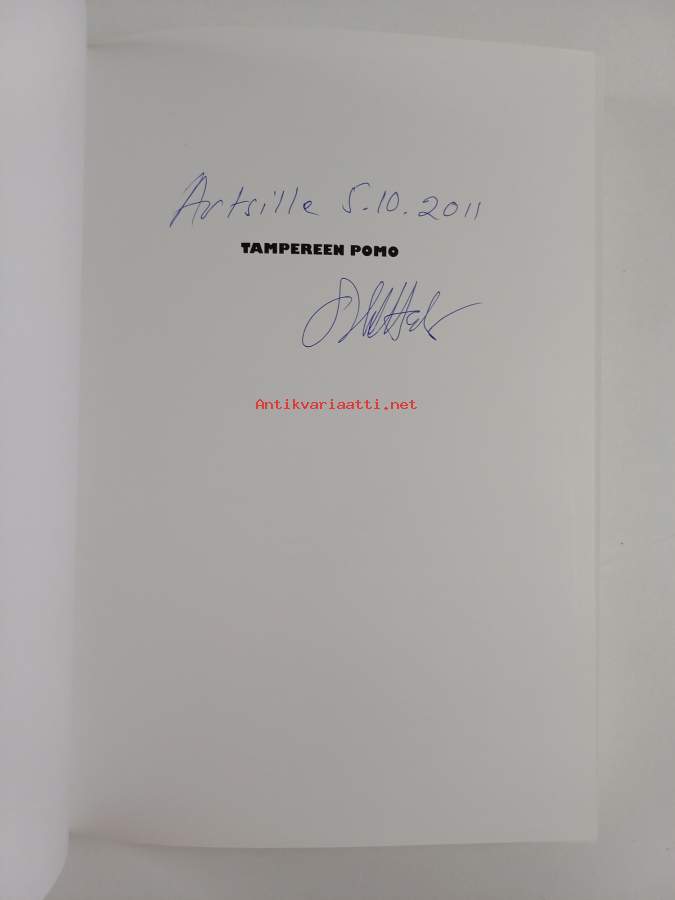 Artsille 5.10.2011
TAMPEREEN POMO
Antikvariaatti.net